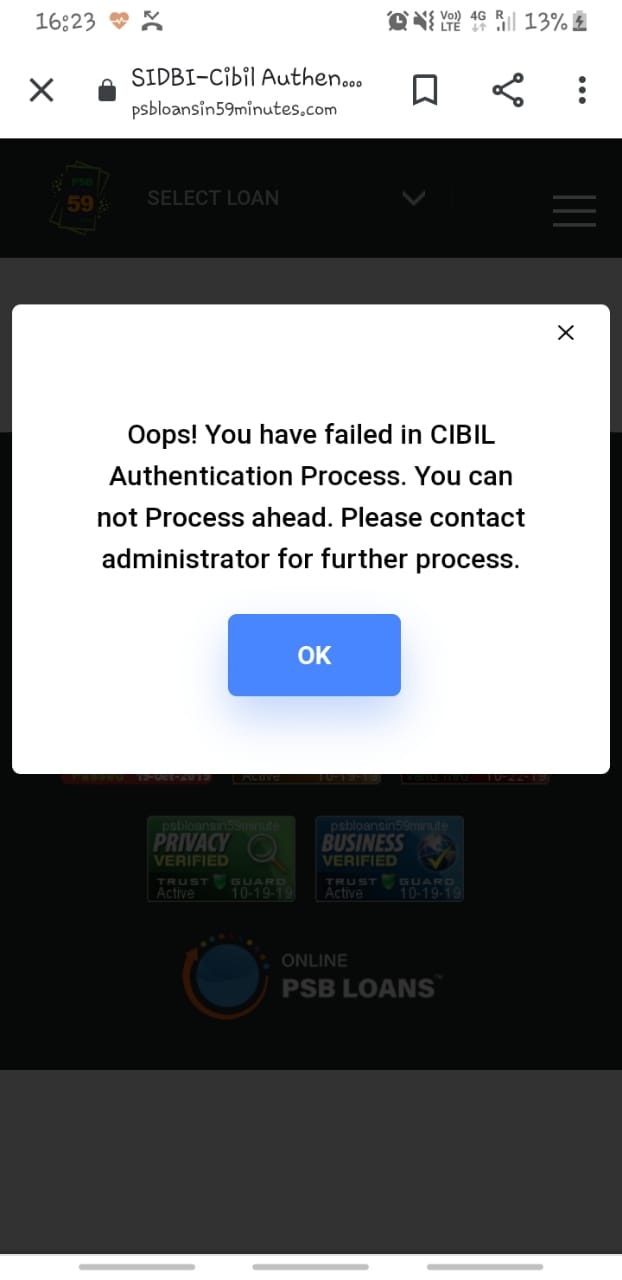 16:23
Vo)) 4G R 13%
LTE
SIDBI-Cibil Authen...
psbloansin59minutes.com
PSB
59
SELECT LOAN
Oops! You have failed in CIBIL
Authentication Process. You can
not Process ahead. Please contact
administrator for further process.
OK
19-Oct-2019 Active 10-19-19 10-22-19
psbloansin59minute psbloansin59minute
PRIVACY BUSINESS
VERIFIED VERIFIED
TRUST GUARD TRUST GUARD
Active 10-19-19 Active 10-19-19
ONLINE
PSB LOANS™